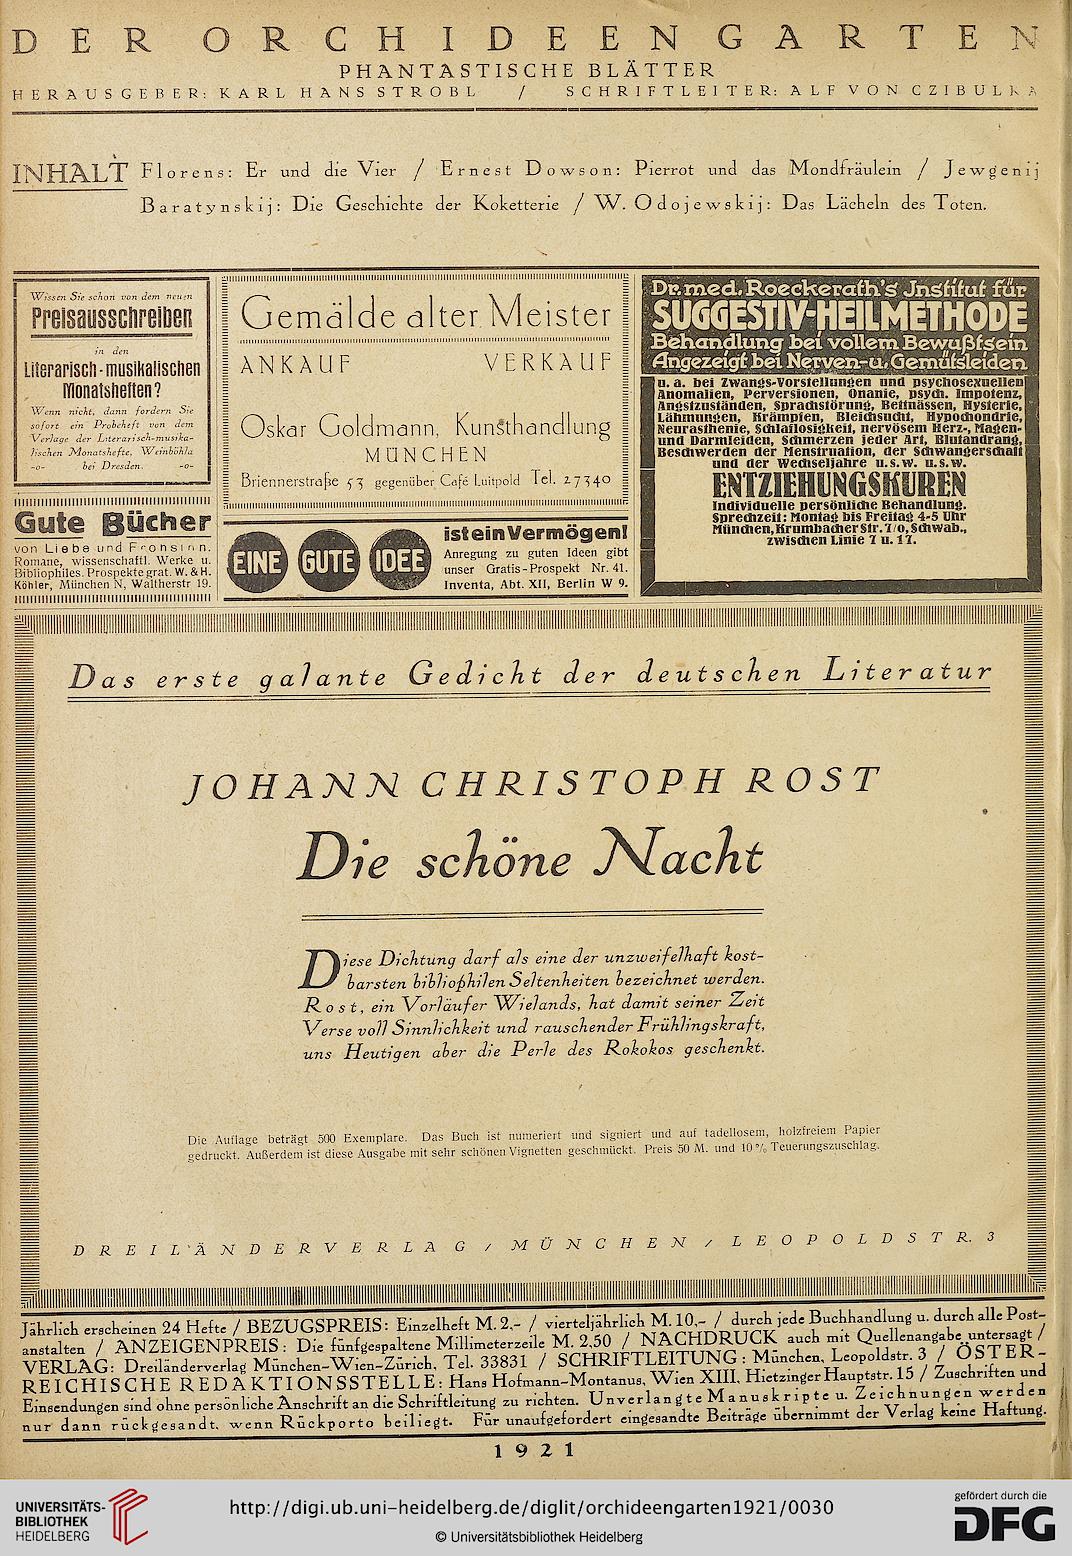 DER ORCHIDEENGARTEN
PHANTASTISCHE BLÄTTER
HERAUSGEBER: KARL HANS STROBL / SCHRIFTLEITER: ALF VON CZIBULKA
INHALT Florens: Er und die Vier / Ernest Dowson: Pierrot und das Mondfräulein / Jewgenij
Baratynskij: Die Geschichte der Koketterie / W. Odojewskij: Das Lächeln des Toten.
Wissen Sie schon von dem neuen
Preisausschreiben
in den
Literarisch-musikalischen
Monatsheften?
Wenn nicht, dann fordern Sie
sofort ein Probeheft von dem
Verlage der Literarisch-musika-
lischen Monatshefte, Weinböhla
-o- bei Dresden. -o-
Gute Bücher
von Liebe und
Romane, wissenschaftl. Werke u.
Bibliophiles. Prospekte grat. W. & H.
Köhler, München N, Waltherstr 19.
Gemälde alter Meister
ANKAUF VERKAUF
Oskar Goldmann, Kunsthandlung
MÜNCHEN
Briennerstraße 53 gegenüber Café Luitpold Tel. 27340
EINE GUTE IDEE
ist ein Vermögen!
Anregung zu guten Ideen gibt
unser Gratis-Prospekt Nr. 41.
Inventa, Abt. XII, Berlin W 9.
Dr. med. Roeckerath's Institut für
SUGGESTIV-HEILMETHODE
Behandlung bei vollem Bewußtsein
Angezeigt bei Nerven- u. Gemütsleiden
u. a. bei Zwangs-Vorstellungen und psychosexuellen
Anomalien, Perversionen, Onanie, psych. Impotenz,
Angstzuständen, Sprachstörung, Bettnässen, Hysterie,
Lähmungen, Krämpfen, Bleichsucht, Hypochondrie,
Neurasthenie, Schlaflosigkeit, nervösem Herz-, Magen-
und Darmleiden, Schmerzen jeder Art, Blutandrang,
Beschwerden der Menstruation, der Schwangerschaft
und der Wechseljahre u.s.w. u.s.w.
ENTZIEHUNGSKUREN
Individuelle persönliche Behandlung.
Sprechzeit: Montag bis Freitag 4-5 Uhr
München, Krumbacher Str. 7/0, Schwab.,
zwischen Linie 7 u. 17.
Das erste galante Gedicht der deutschen Literatur
JOHANN CHRISTOPH ROST
Die schöne Nacht
Diese Dichtung darf als eine der unzweifelhaft kost-
barsten bibliophilen Seltenheiten bezeichnet werden.
Rost, ein Vorläufer Wielands, hat damit seiner Zeit
Verse voll Sinnlichkeit und rauschender Frühlingskraft,
uns Heutigen aber die Perle des Rokokos geschenkt.
Die Auflage beträgt 500 Exemplare. Das Buch ist numeriert und signiert und auf tadellosem, holzfreiem Papier
gedruckt. Außerdem ist diese Ausgabe mit sehr schönen Vignetten geschmückt. Preis 50 M. und 10% Teuerungszuschlag.
DREILÄNDERVERLAG / MÜNCHEN / LEOPOLDSTR. 3
Jährlich erscheinen 24 Hefte / BEZUGSPREIS: Einzelheft M. 2,- / vierteljährlich M. 10,- / durch jede Buchhandlung u. durch alle Post-
anstalten / ANZEIGENPREIS: Die fünfgespaltene Millimeterzeile M. 2,50 / NACHDRUCK auch mit Quellenangabe untersagt /
VERLAG: Dreiländerverlag München-Wien-Zürich, Tel. 33831 / SCHRIFTLEITUNG: München, Leopoldstr. 3 / ÖSTER-
REICHISCHE REDAKTIONSSTELLE: Hans Hofmann-Montanus, Wien XIII, Hietzinger Hauptstr. 15 / Zuschriften und
Einsendungen sind ohne persönliche Anschrift an die Schriftleitung zu richten. Unverlangte Manuskripte u. Zeichnungen werden
nur dann rückgesandt, wenn Rückporto beiliegt. Für unaufgefordert eingesandte Beiträge übernimmt der Verlag keine Haftung.
1921
UNIVERSITÄTS-
BIBLIOTHEK
HEIDELBERG
http://digi.ub.uni-heidelberg.de/diglit/orchideengarten1921/0030
© Universitätsbibliothek Heidelberg
gefördert durch die
DFG